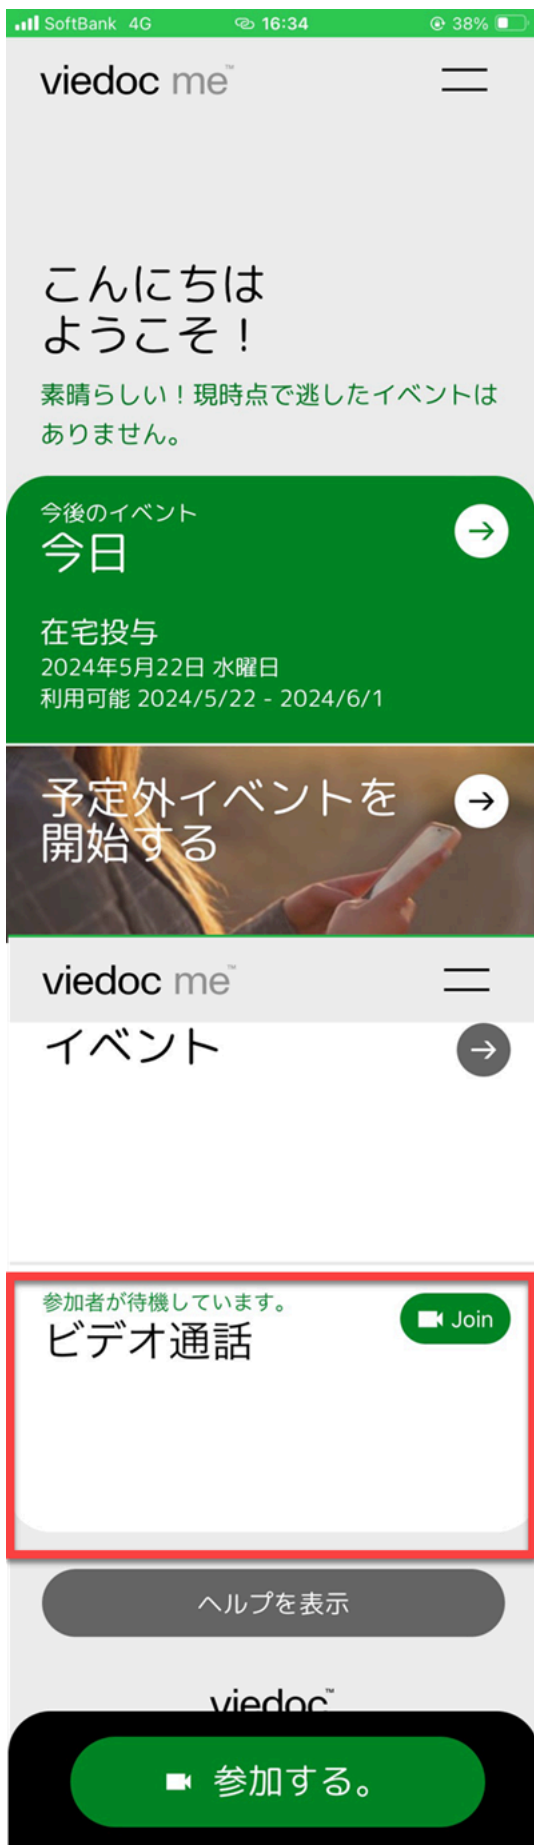 SoftBank 4G 16:34 38%
viedoc me™
こんにちは
ようこそ！
素晴らしい！現時点で逃したイベントは
ありません。
今後のイベント
今日
在宅投与
2024年5月22日 水曜日
利用可能 2024/5/22 - 2024/6/1
予定外イベントを
開始する
viedoc me™
イベント
参加者が待機しています。
ビデオ通話
Join
ヘルプを表示
viedoc™
参加する。